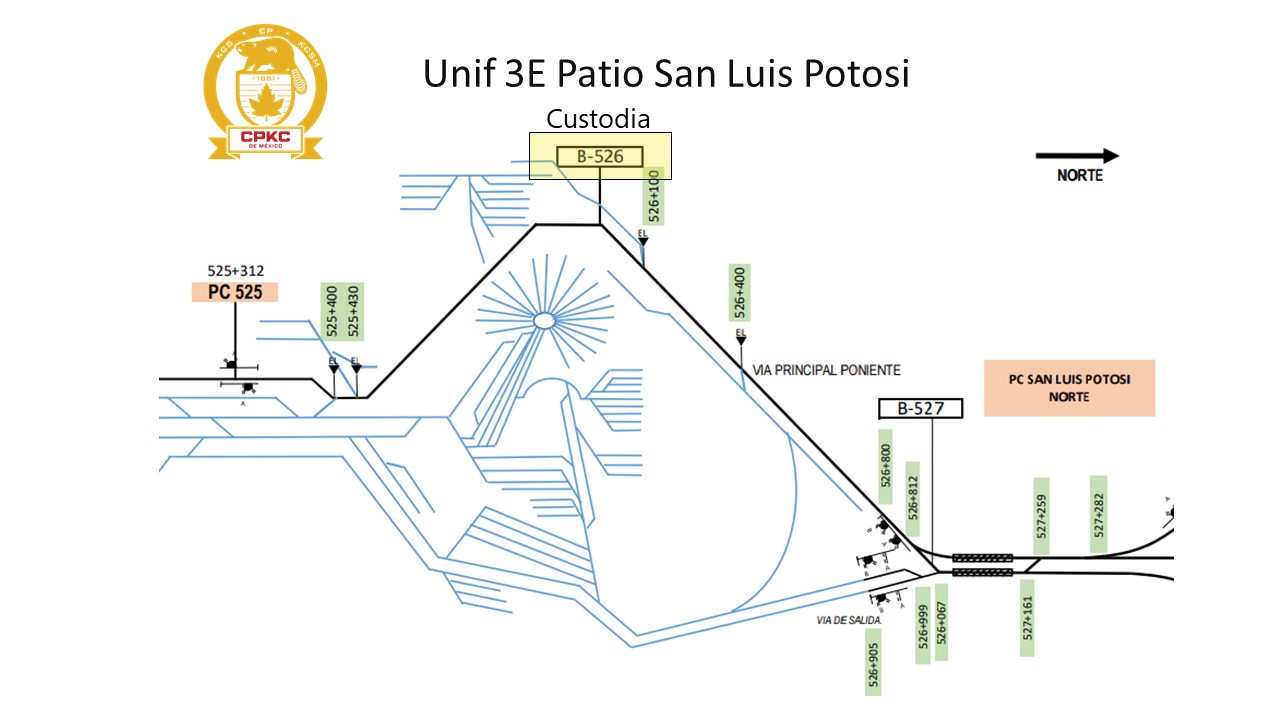 KCS · CP · KCSM
· 1881 ·
CPKC
DE MÉXICO
Unif 3E Patio San Luis Potosi
Custodia
B-526
526+100
EL
NORTE
525+312
PC 525
525+400
525+430
EL
EL
A
B
A
526+400
EL
VIA PRINCIPAL PONIENTE
PC SAN LUIS POTOSI
NORTE
B-527
526+800
526+812
527+259
527+282
A
B
A
B
A
B
A
VIA DE SALIDA
526+905
526+999
526+067
527+161